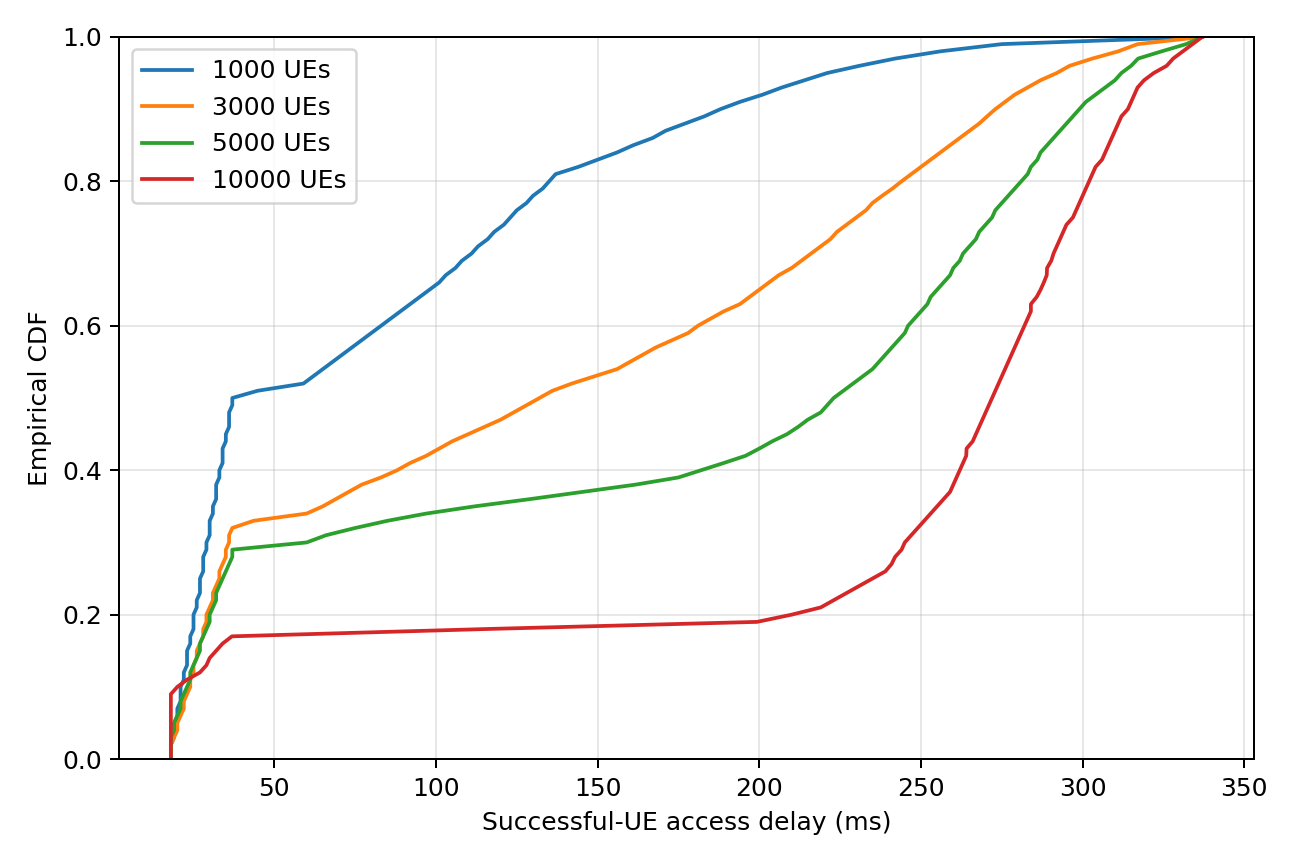 1.0
0.8
0.6
0.4
0.2
0.0
Empirical CDF
1000 UEs
3000 UEs
5000 UEs
10000 UEs
50 100 150 200 250 300 350
Successful-UE access delay (ms)